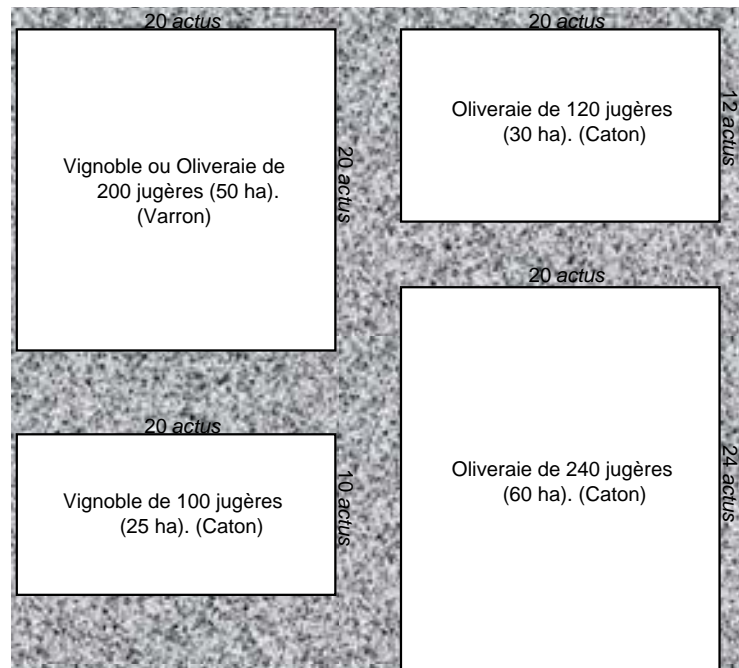 20 actus
Vignoble ou Oliveraie de
200 jugères (50 ha).
(Varron)
20 actus
20 actus
Oliveraie de 120 jugères
(30 ha). (Caton)
12 actus
20 actus
Vignoble de 100 jugères
(25 ha). (Caton)
10 actus
20 actus
Oliveraie de 240 jugères
(60 ha). (Caton)
24 actus